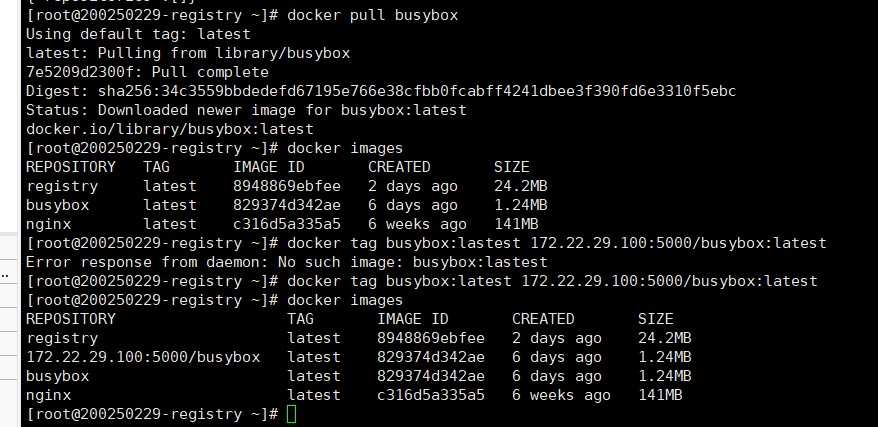 [root@200250229-registry ~]# docker pull busybox
Using default tag: latest
latest: Pulling from library/busybox
7e5209d2300f: Pull complete
Digest: sha256:34c3559bbdedefd67195e766e38cfbb0fcabff4241dbee3f390fd6e3310f5ebc
Status: Downloaded newer image for busybox:latest
docker.io/library/busybox:latest
[root@200250229-registry ~]# docker images
REPOSITORY   TAG       IMAGE ID       CREATED       SIZE
registry     latest    8948869ebfee   2 days ago    24.2MB
busybox      latest    829374d342ae   6 days ago    1.24MB
nginx        latest    c316d5a335a5   6 weeks ago   141MB
[root@200250229-registry ~]# docker tag busybox:lastest 172.22.29.100:5000/busybox:latest
Error response from daemon: No such image: busybox:lastest
[root@200250229-registry ~]# docker tag busybox:latest 172.22.29.100:5000/busybox:latest
[root@200250229-registry ~]# docker images
REPOSITORY                   TAG       IMAGE ID       CREATED       SIZE
registry                     latest    8948869ebfee   2 days ago    24.2MB
172.22.29.100:5000/busybox   latest    829374d342ae   6 days ago    1.24MB
busybox                      latest    829374d342ae   6 days ago    1.24MB
nginx                        latest    c316d5a335a5   6 weeks ago   141MB
[root@200250229-registry ~]#